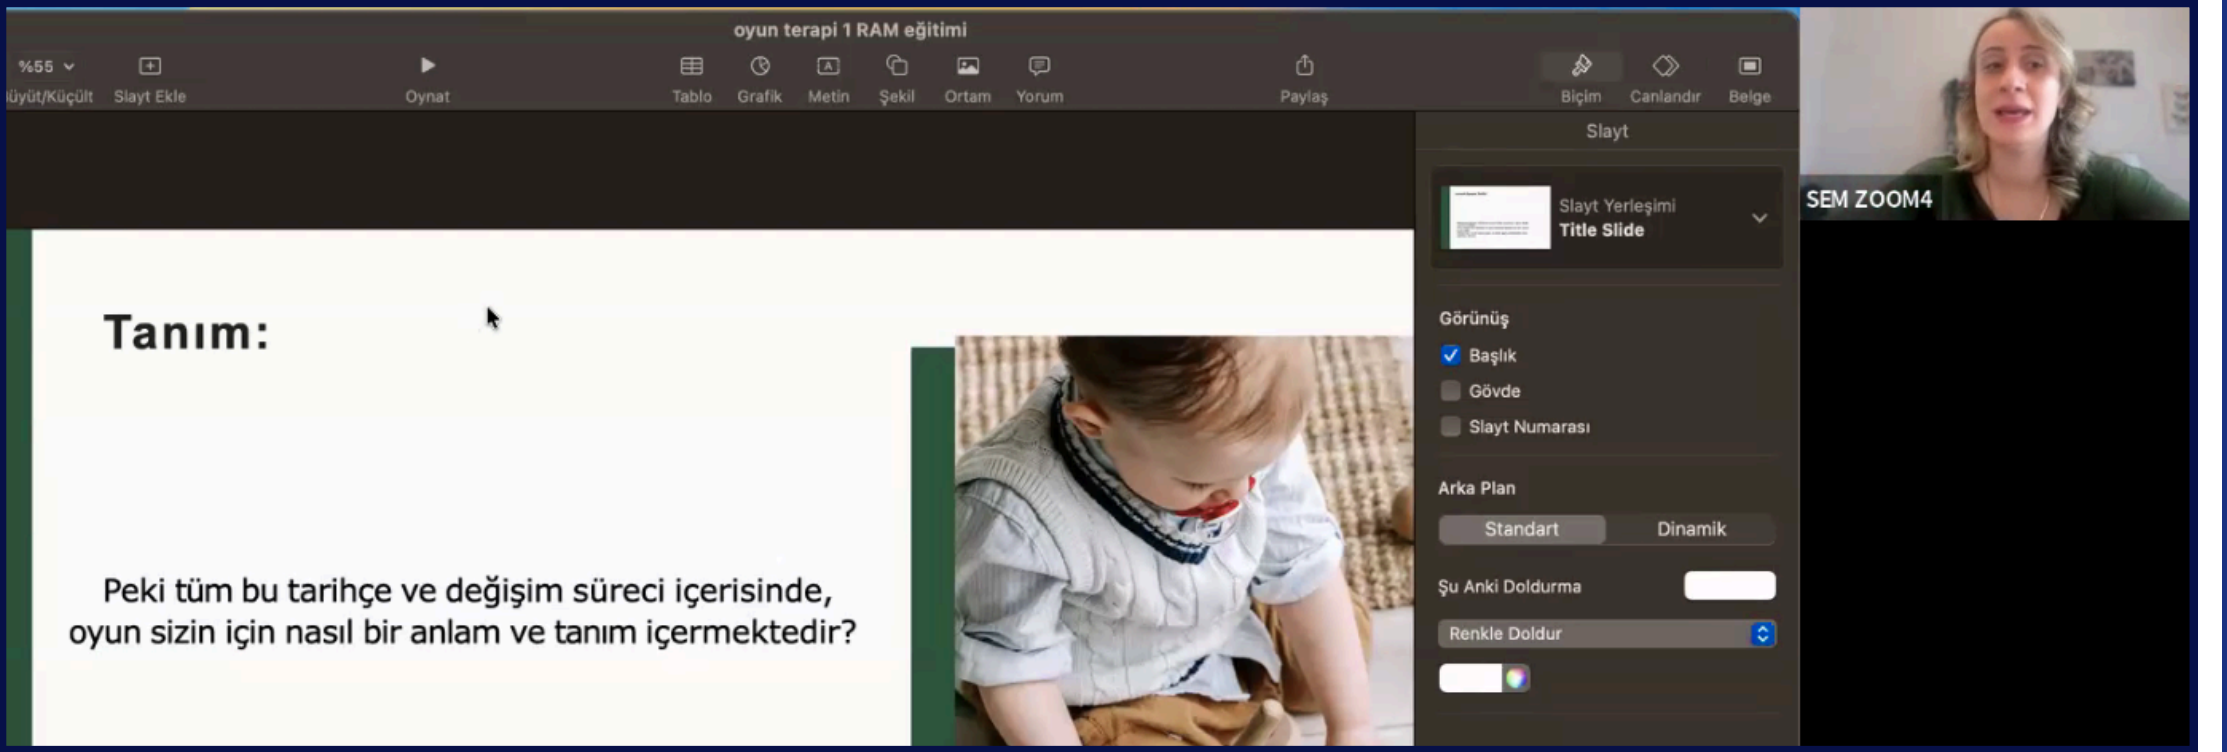 oyun terapi 1 RAM eğitimi
%55
Slayt Ekle
Oynat
Tablo
Grafik
Metin
Şekil
Ortam
Yorum
Paylaş
Biçim
Canlandır
Belge
Slayt
Slayt Yerleşimi
Title Slide
SEM ZOOM4
Tanım:
Peki tüm bu tarihçe ve değişim süreci içerisinde,
oyun sizin için nasıl bir anlam ve tanım içermektedir?
Görünüş
Başlık
Gövde
Slayt Numarası
Arka Plan
Standart
Dinamik
Şu Anki Doldurma
Renkle Doldur